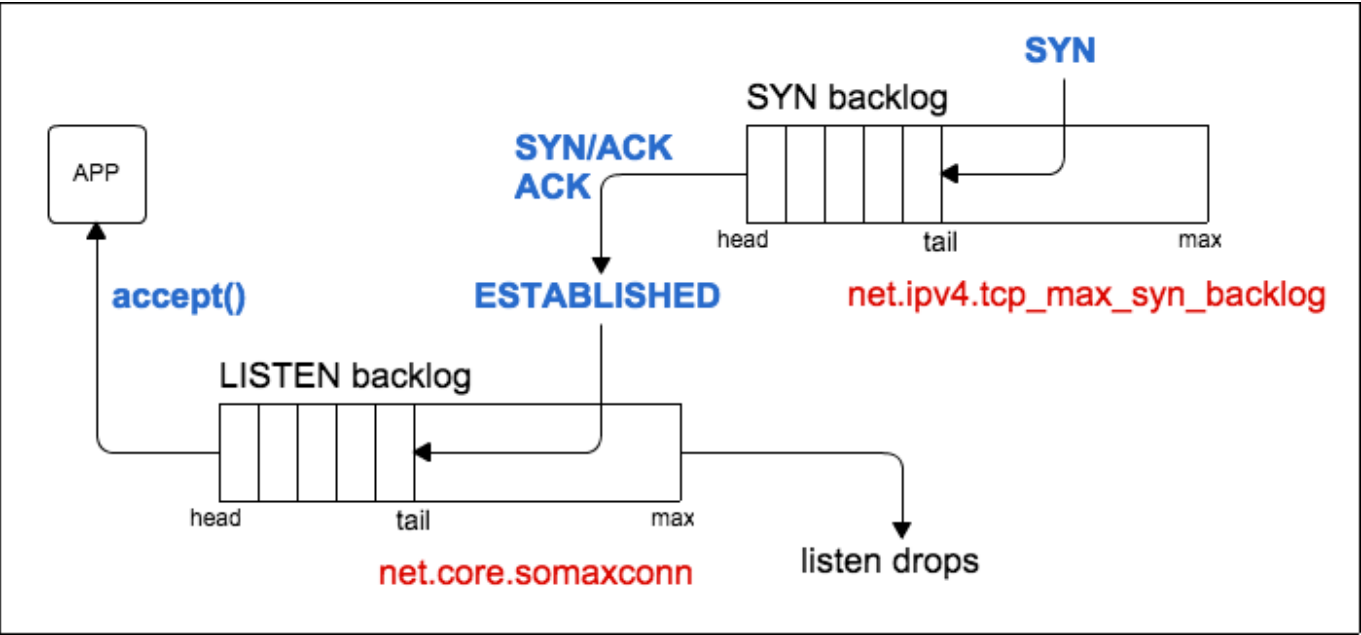 SYN
SYN backlog
SYN/ACK
ACK
APP
head
tail
max
accept()
ESTABLISHED
net.ipv4.tcp_max_syn_backlog
LISTEN backlog
head
tail
max
listen drops
net.core.somaxconn